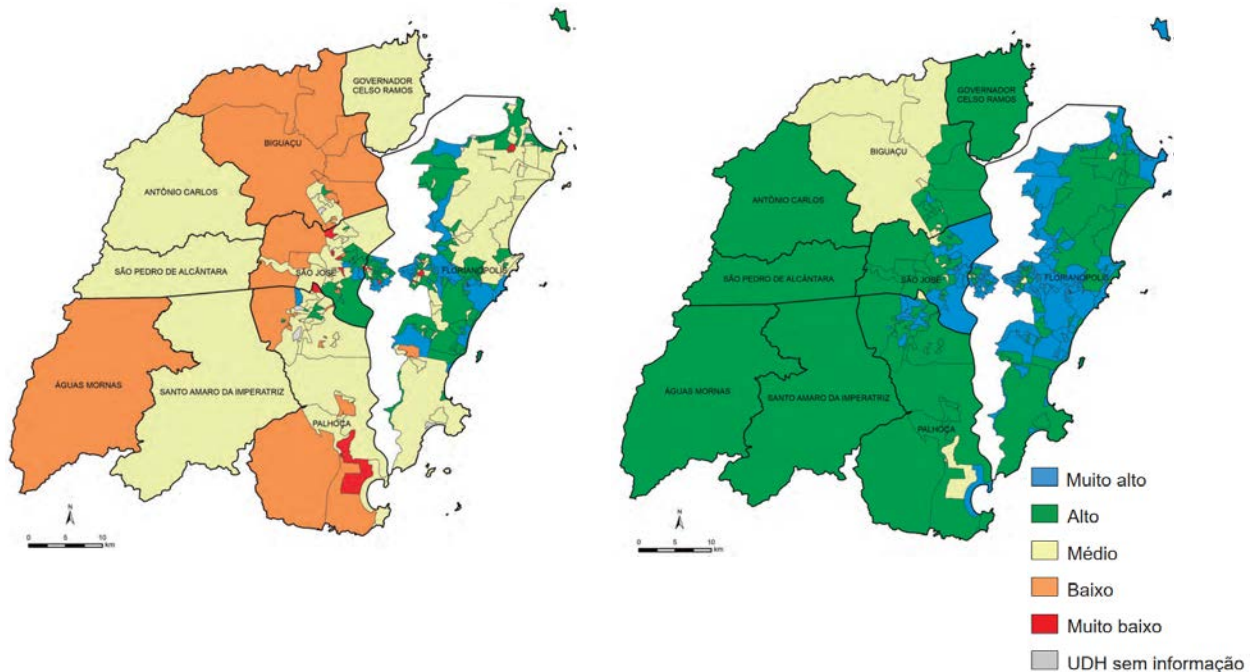 GOVERNADOR
CELSO RAMOS
BIGUAÇU
ANTÔNIO CARLOS
SÃO PEDRO DE ALCÂNTARA
SÃO JOSÉ
FLORIANÓPOLIS
ÁGUAS MORNAS
SANTO AMARO DA IMPERATRIZ
PALHOÇA
N
0 5 10
km
GOVERNADOR
CELSO RAMOS
BIGUAÇU
ANTÔNIO CARLOS
SÃO PEDRO DE ALCÂNTARA
SÃO JOSÉ
FLORIANÓPOLIS
ÁGUAS MORNAS
SANTO AMARO DA IMPERATRIZ
PALHOÇA
N
0 5 10
km
Muito alto
Alto
Médio
Baixo
Muito baixo
UDH sem informação